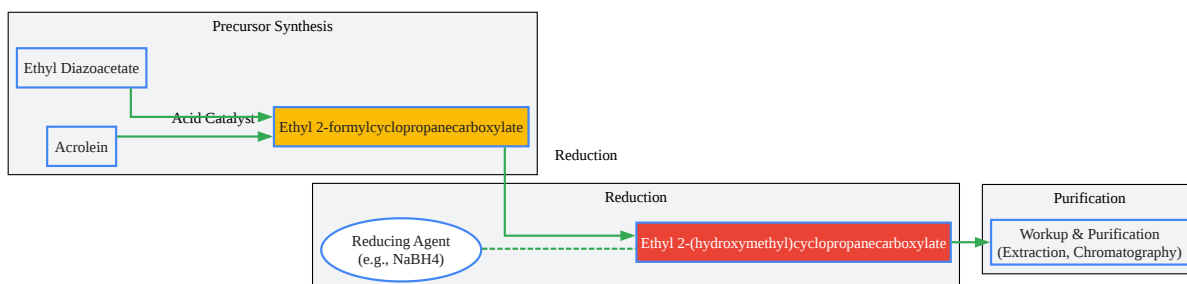 Precursor Synthesis
Ethyl Diazoacetate
Acid Catalyst
Ethyl 2-formylcyclopropanecarboxylate
Acrolein
Reduction
Reduction
Reducing Agent
(e.g., NaBH4)
Ethyl 2-(hydroxymethyl)cyclopropanecarboxylate
Purification
Workup & Purification
(Extraction, Chromatography)